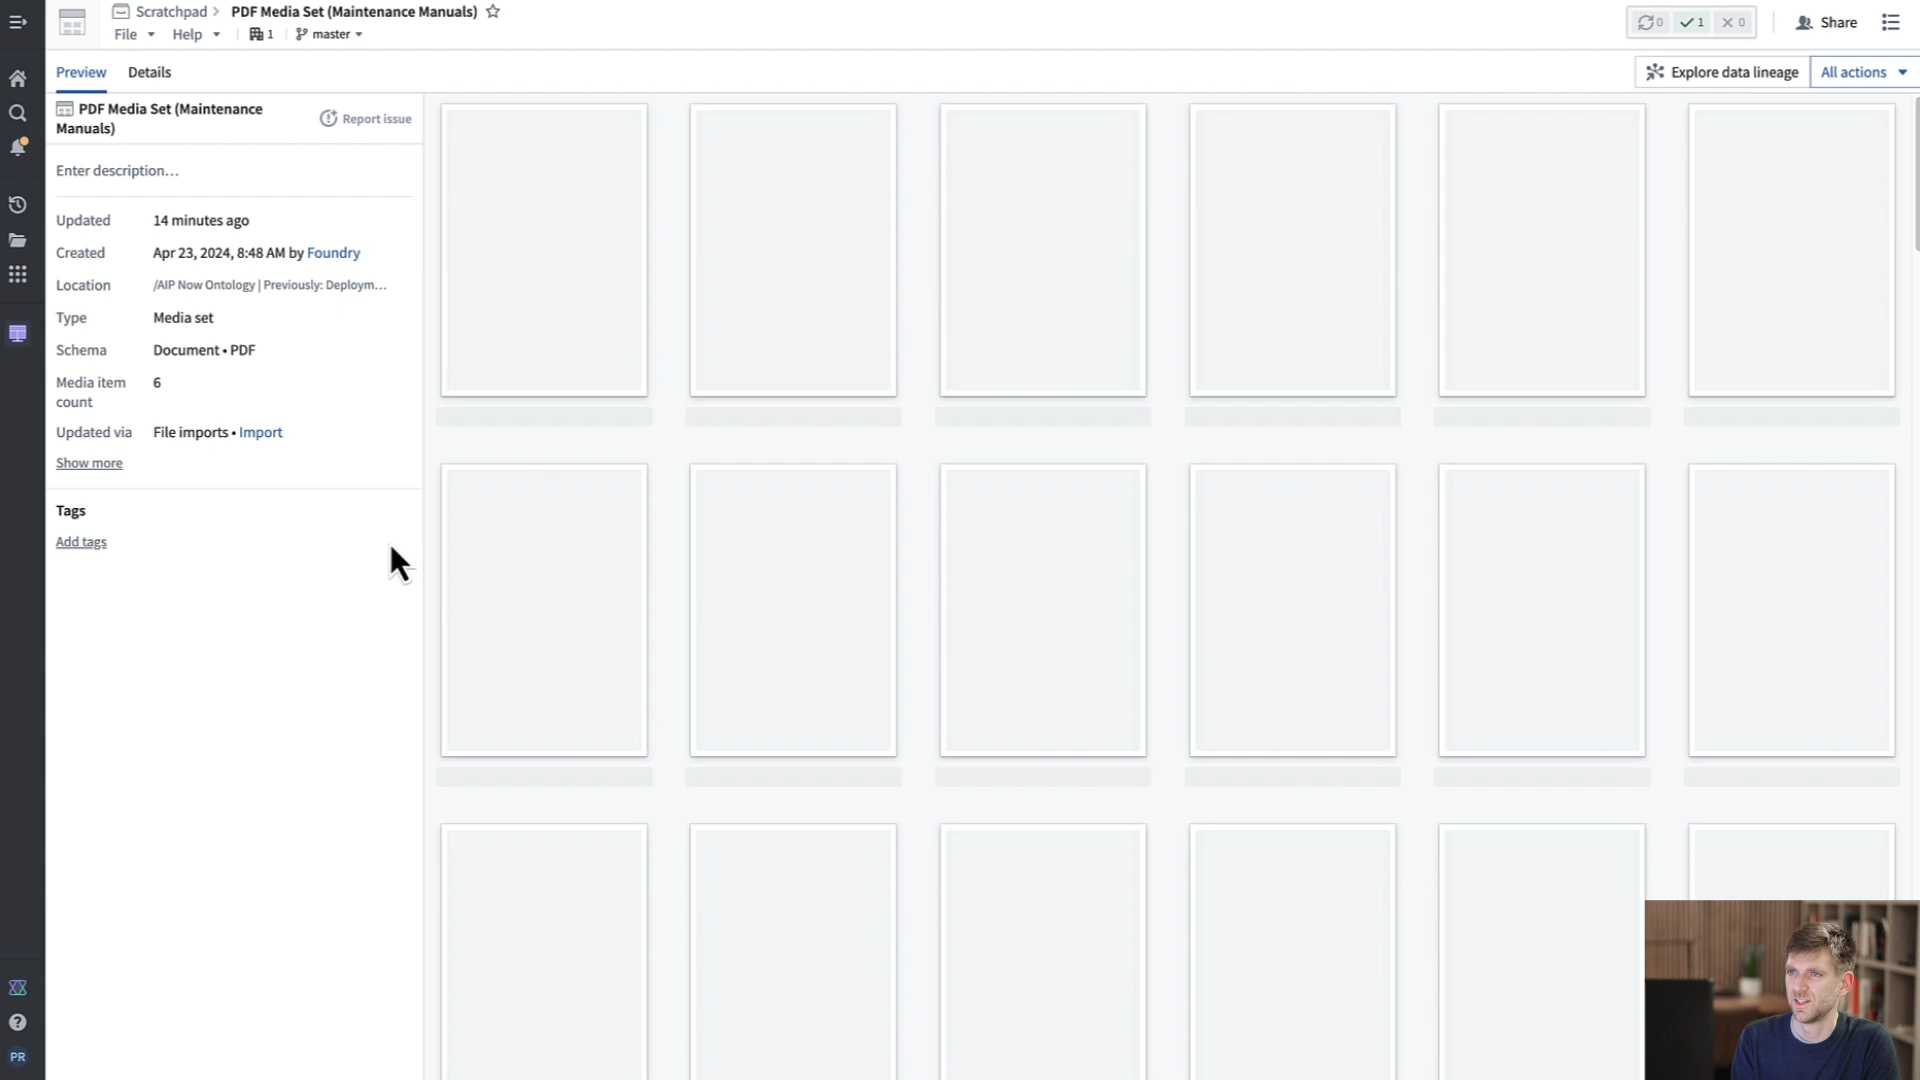 Scratchpad > PDF Media Set (Maintenance Manuals)
File Help 1 master
0 1 0
Share
Preview Details
Explore data lineage All actions
PDF Media Set (Maintenance
Manuals)
Report issue
Enter description…
Updated 14 minutes ago
Created Apr 23, 2024, 8:48 AM by Foundry
Location /AIP Now Ontology | Previously: Deploym…
Type Media set
Schema Document • PDF
Media item
count
6
Updated via File imports • Import
Show more
Tags
Add tags
PR